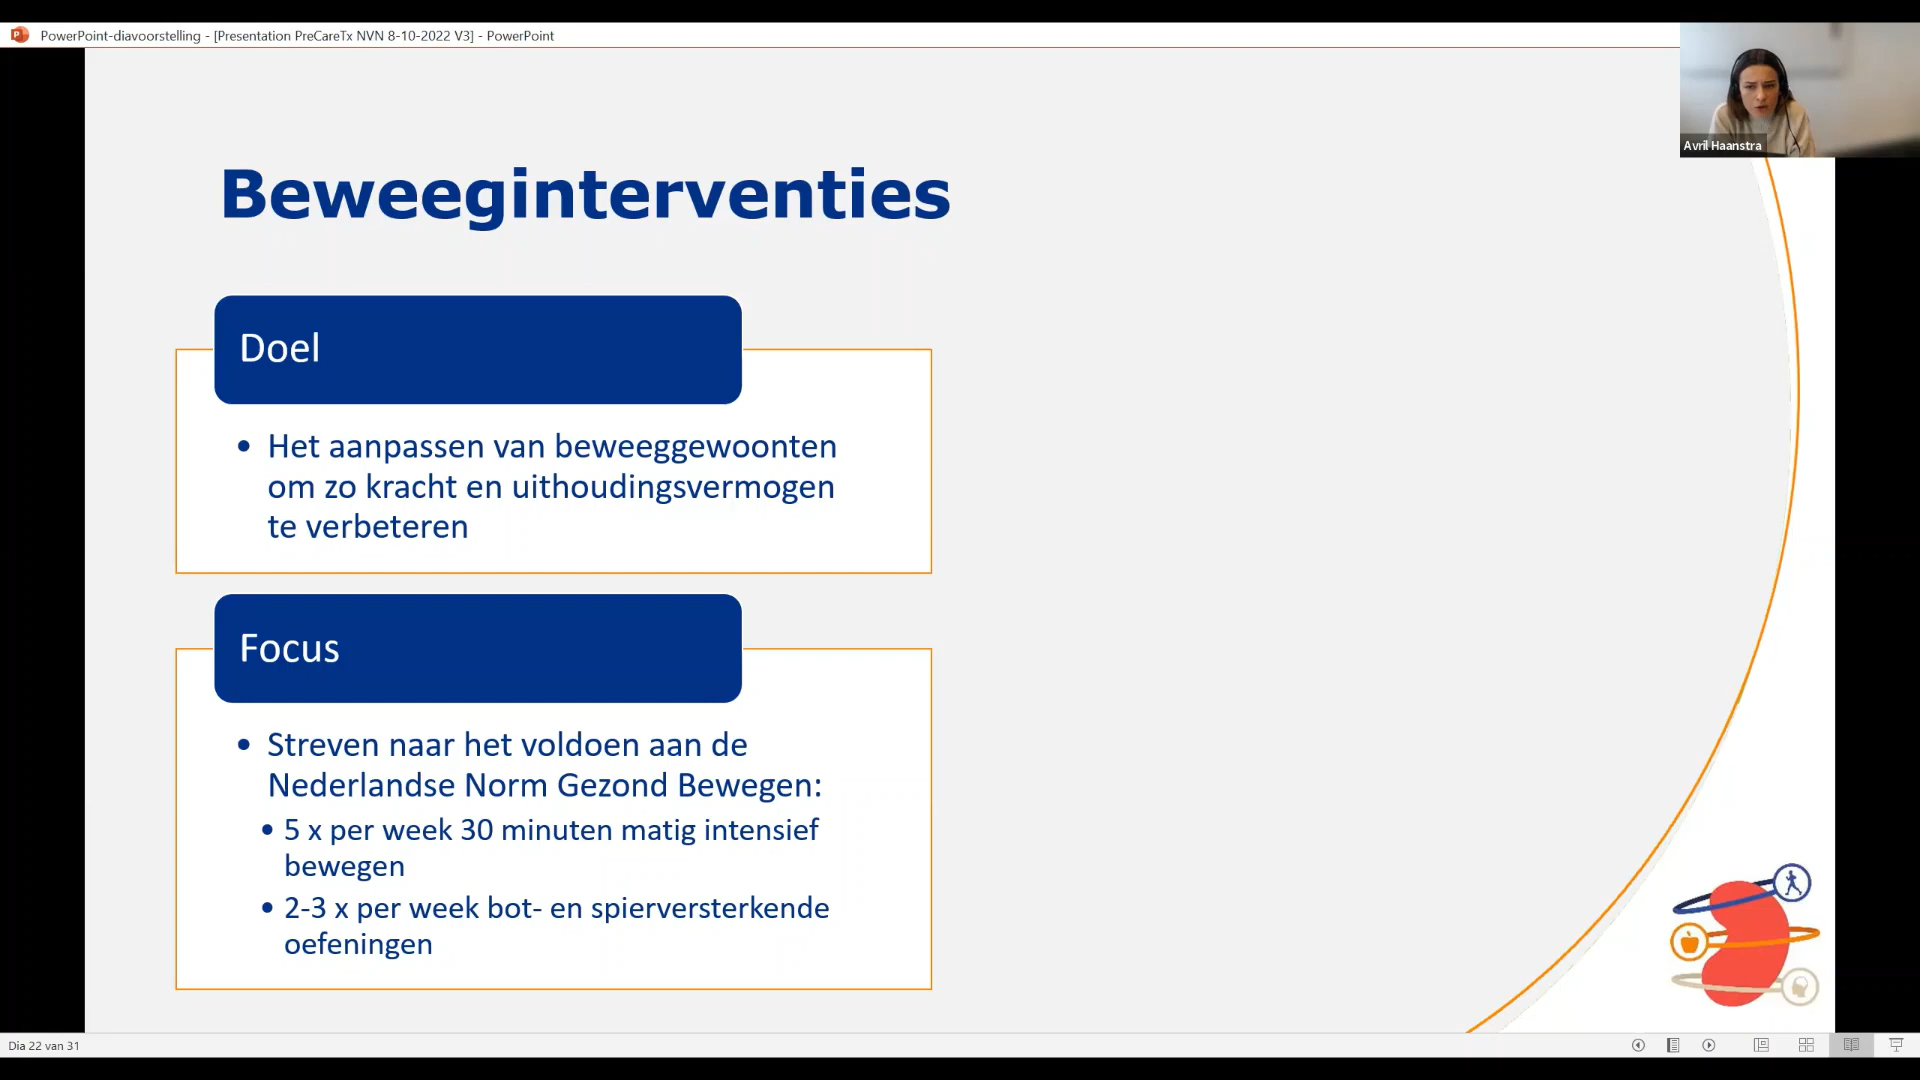 PowerPoint-diavoorstelling - [Presentation PreCareTx NVN 8-10-2022 V3] - PowerPoint
Avril Haanstra
Beweeginterventies
Doel
• Het aanpassen van beweeggewoonten
om zo kracht en uithoudingsvermogen
te verbeteren
Focus
• Streven naar het voldoen aan de
Nederlandse Norm Gezond Bewegen:
• 5 x per week 30 minuten matig intensief
bewegen
• 2-3 x per week bot- en spierversterkende
oefeningen
Dia 22 van 31